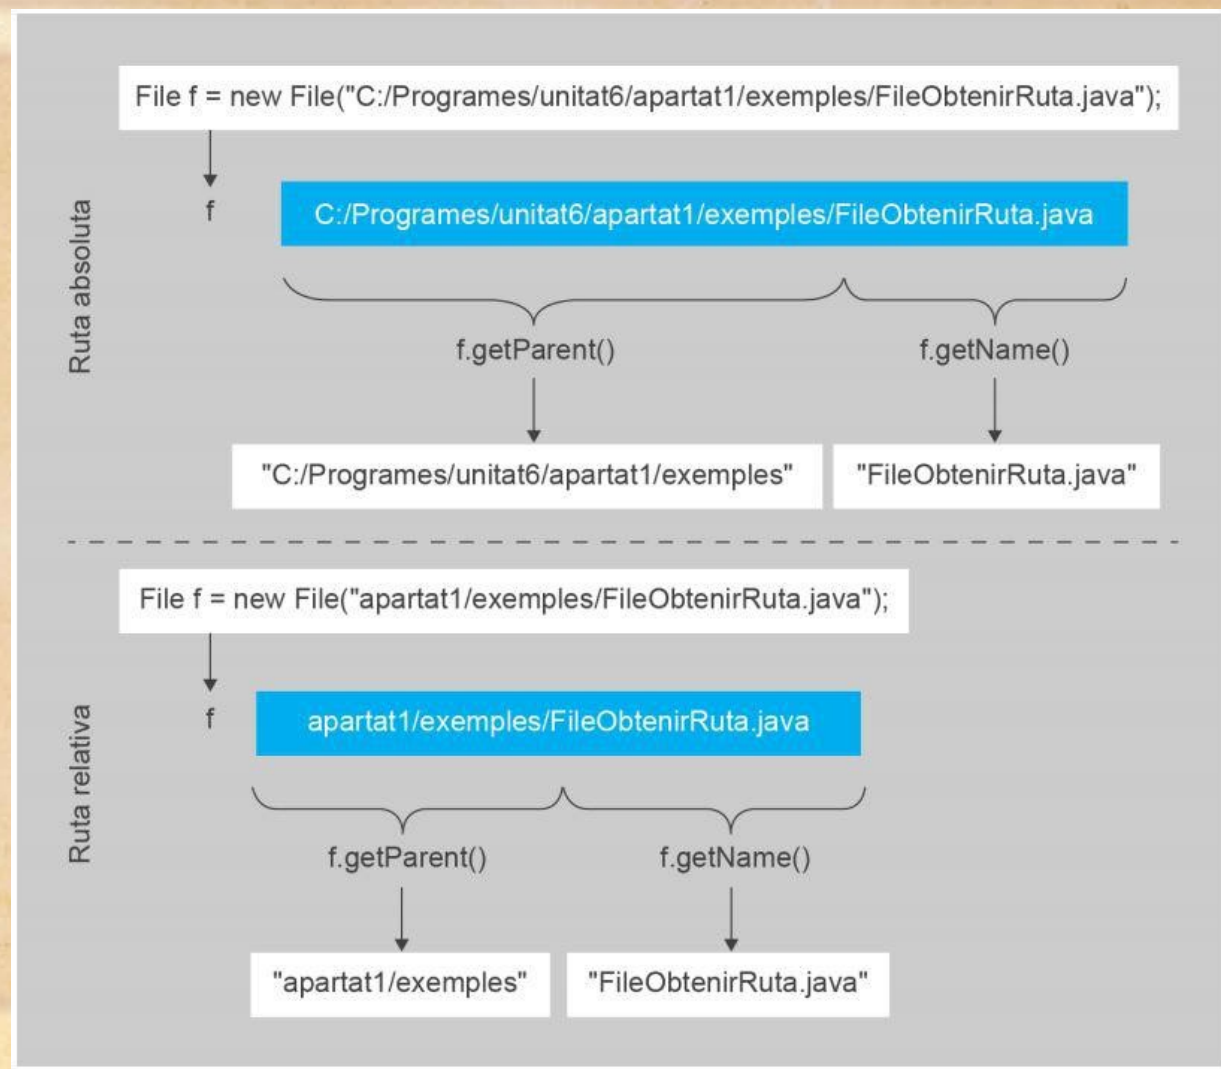 File f = new File("C:/Programes/unitat6/apartat1/exemples/FileObtenirRuta.java");
Ruta absoluta
f
C:/Programes/unitat6/apartat1/exemples/FileObtenirRuta.java
f.getParent()
f.getName()
"C:/Programes/unitat6/apartat1/exemples"
"FileObtenirRuta.java"
File f = new File("apartat1/exemples/FileObtenirRuta.java");
Ruta relativa
f
apartat1/exemples/FileObtenirRuta.java
f.getParent()
f.getName()
"apartat1/exemples"
"FileObtenirRuta.java"